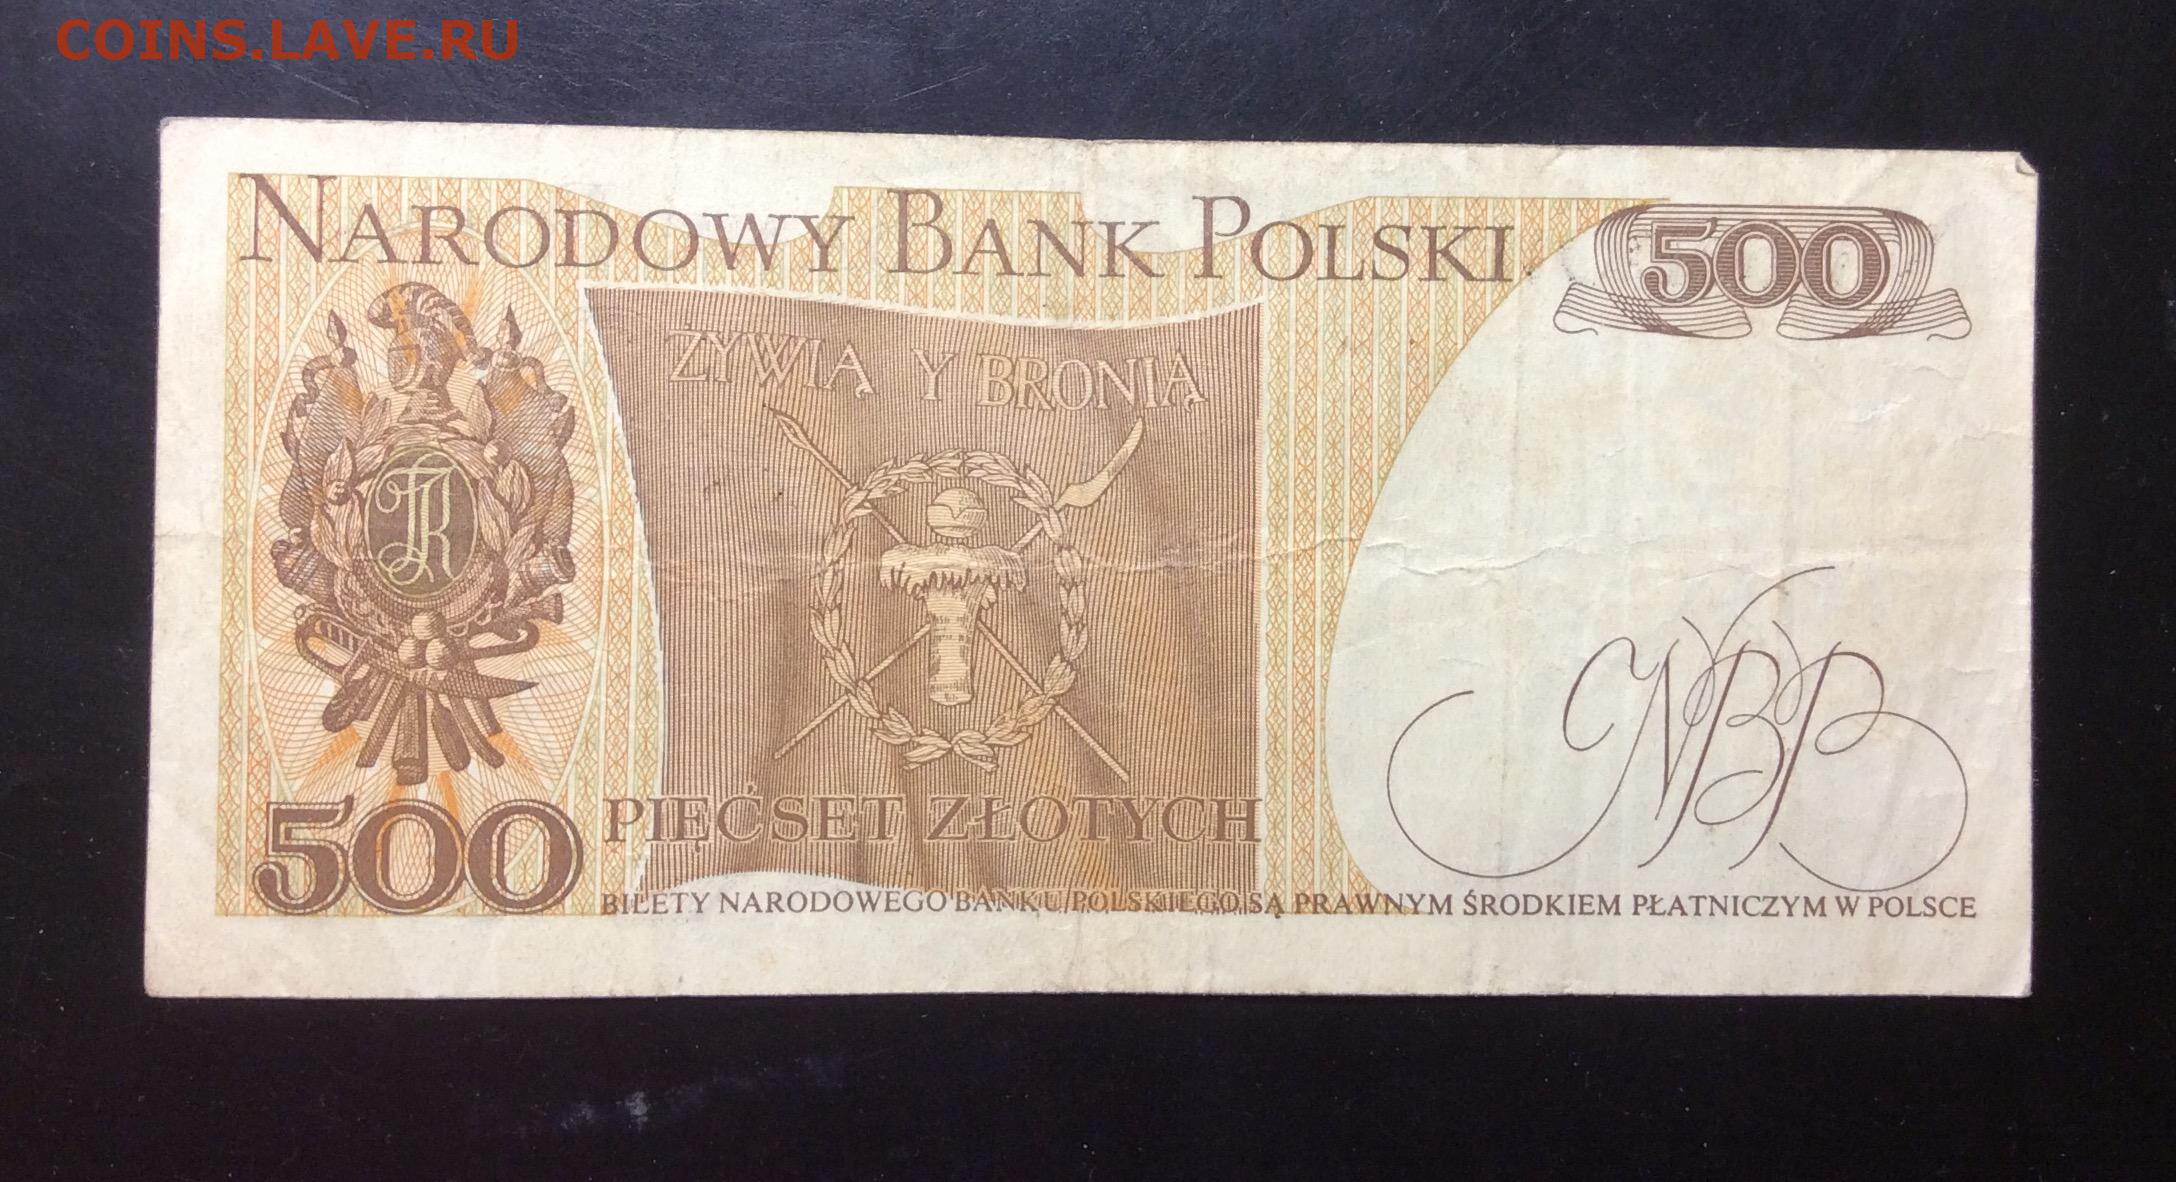 COINS.LAVE.RU
NARODOWY BANK POLSKI
500
ŻYWIĄ Y BRONIĄ
TK
NBP
500
PIĘĆSET ZŁOTYCH
BILETY NARODOWEGO BANKU POLSKIEGO SĄ PRAWNYM ŚRODKIEM PŁATNICZYM W POLSCE